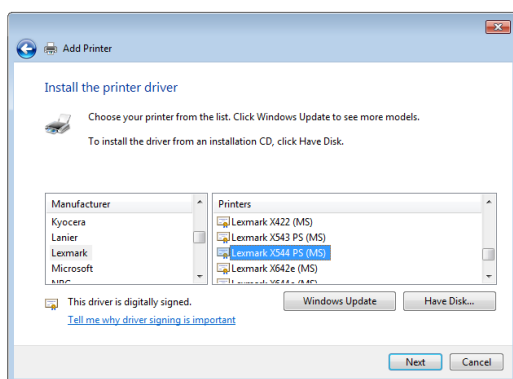 Add Printer
Install the printer driver
Choose your printer from the list. Click Windows Update to see more models.
To install the driver from an installation CD, click Have Disk.
Manufacturer
Kyocera
Lanier
Lexmark
Microsoft
Printers
Lexmark X422 (MS)
Lexmark X543 PS (MS)
Lexmark X544 PS (MS)
Lexmark X642e (MS)
This driver is digitally signed.
Tell me why driver signing is important
Windows Update
Have Disk...
Next
Cancel